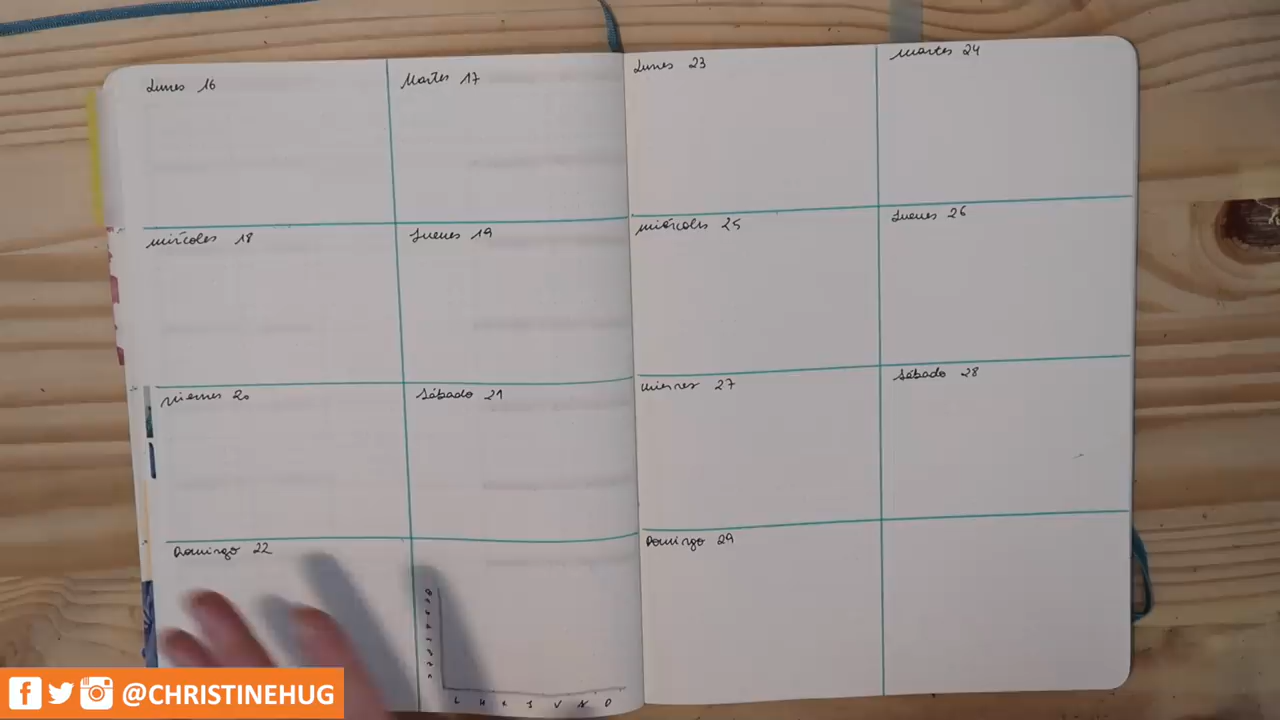 Lunes 16
Martes 17
miércoles 18
Jueves 19
viernes 20
Sábado 21
Domingo 22
L M X J V S D
Lunes 23
Martes 24
miércoles 25
Jueves 26
viernes 27
Sábado 28
Domingo 29
@CHRISTINEHUG